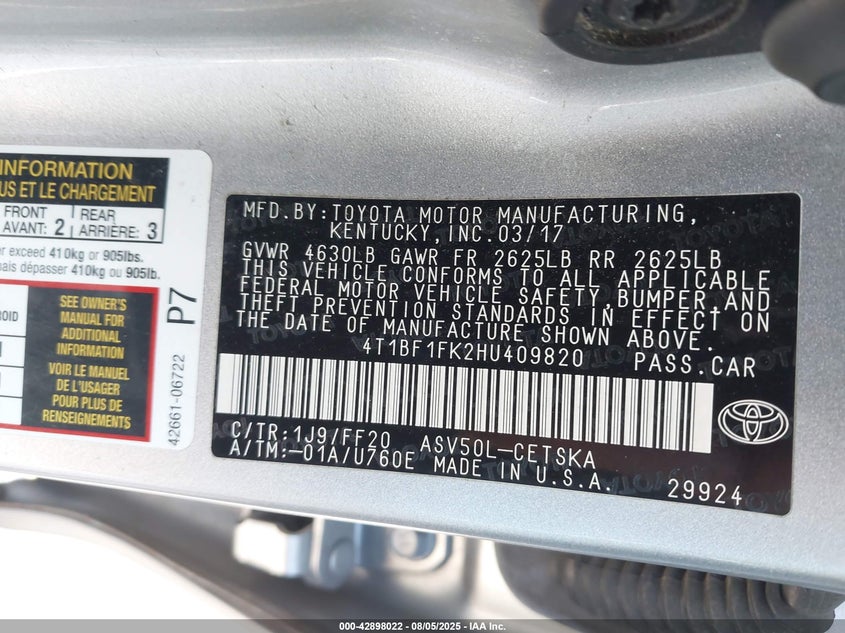 INFORMATION
US ET LE CHARGEMENT
FRONT
AVANT: 2
REAR
ARRIÈRE: 3
exceed 410kg or 905lbs.
pais dépasser 410kg ou 905lb.
SEE OWNER'S
MANUAL FOR
ADDITIONAL
INFORMATION
VOIR LE MANUEL
DE L'USAGER
POUR PLUS DE
RENSEIGNEMENTS
P7
42661-06722
MFD.BY:TOYOTA MOTOR MANUFACTURING,
KENTUCKY,INC.03/17
GVWR 4630LB GAWR FR 2625LB RR 2625LB
THIS VEHICLE CONFORMS TO ALL APPLICABLE
FEDERAL MOTOR VEHICLE SAFETY BUMPER,AND
THEFT PREVENTION STANDARDS IN EFFECT ON
THE DATE OF MANUFACTURE SHOWN ABOVE.
4T1BF1FK2HU409820 PASS.CAR
C/TR:1J9/FF20 ASV50L-CETSKA
A/TM:-01A/U760E MADE IN U.S.A.
29924
000-42898022 - 08/05/2025 - IAA Inc.